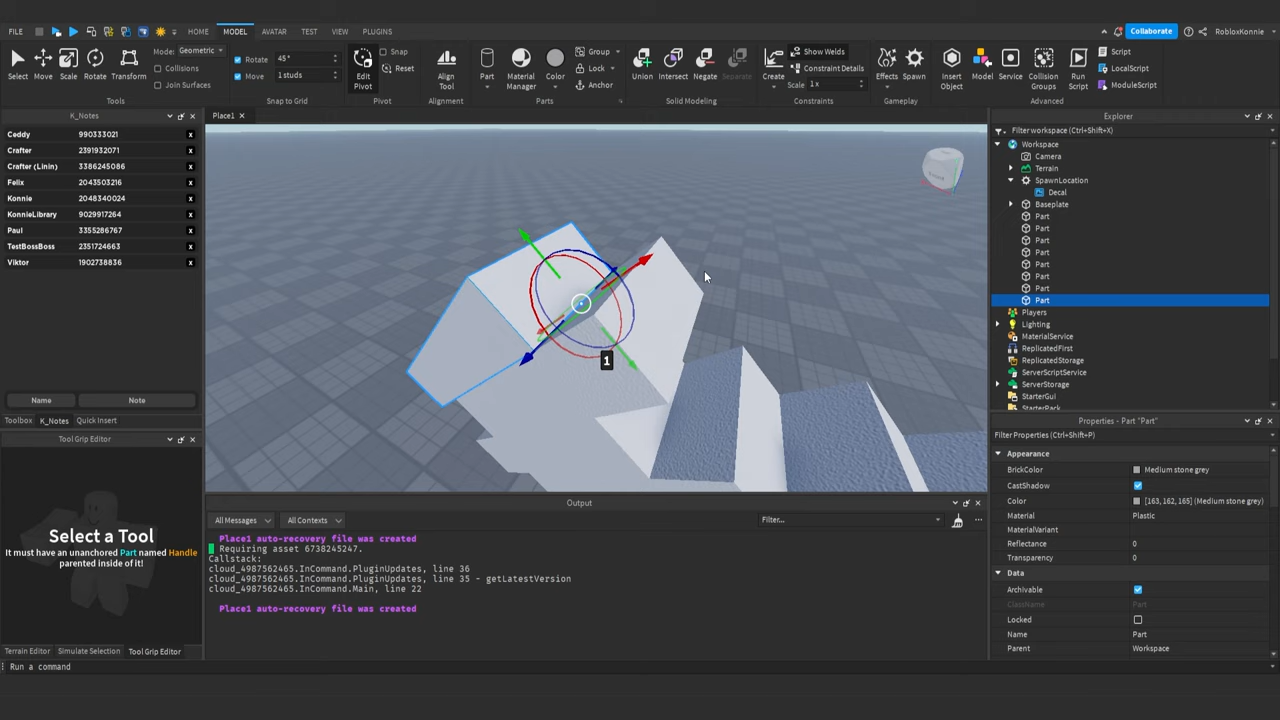 FILE HOME MODEL AVATAR TEST VIEW PLUGINS Collaborate RobloxKonnie
Select Move Scale Rotate Transform
Mode: Geometric
Collisions
Join Surfaces
Tools
Rotate 45°
Move 1 studs
Snap to Grid
Edit Pivot
Snap
Reset
Pivot
Align Tool
Alignment
Part Material Manager Color
Group
Lock
Anchor
Parts
Union Intersect Negate Separate
Solid Modeling
Create
Show Welds
Constraint Details
Scale 1x
Constraints
Effects Spawn
Gameplay
Insert Object Model Service Collision Groups Run Script
Script
LocalScript
ModuleScript
Advanced
K_Notes
Ceddy 990333021 x
Crafter 2391932071 x
Crafter (Linin) 3386245086 x
Felix 2043503216 x
Konnie 2048340024 x
KonnieLibrary 9029917264 x
Paul 3355286767 x
TestBossBoss 2351724663 x
Viktor 1902738836 x
Name Note
Toolbox K_Notes Quick Insert
Tool Grip Editor
Select a Tool
It must have an unanchored Part named Handle
parented inside of it!
Terrain Editor Simulate Selection Tool Grip Editor
Run a command
Place1
1
Output
All Messages All Contexts Filter...
Place1 auto-recovery file was created
Requiring asset 6738245247.
Callstack:
cloud_4987562465.InCommand.PluginUpdates, line 36
cloud_4987562465.InCommand.PluginUpdates, line 35 - getLatestVersion
cloud_4987562465.InCommand.Main, line 22
Place1 auto-recovery file was created
Explorer
Filter workspace (Ctrl+Shift+X)
Workspace
Camera
Terrain
SpawnLocation
Decal
Baseplate
Part
Part
Part
Part
Part
Part
Part
Part
Players
Lighting
MaterialService
ReplicatedFirst
ReplicatedStorage
ServerScriptService
ServerStorage
StarterGui
StarterPack
Properties - Part "Part"
Filter Properties (Ctrl+Shift+P)
Appearance
BrickColor Medium stone grey
CastShadow
Color [163, 162, 165] (Medium stone grey)
Material Plastic
MaterialVariant
Reflectance 0
Transparency 0
Data
Archivable
ClassName Part
Locked
Name Part
Parent Workspace